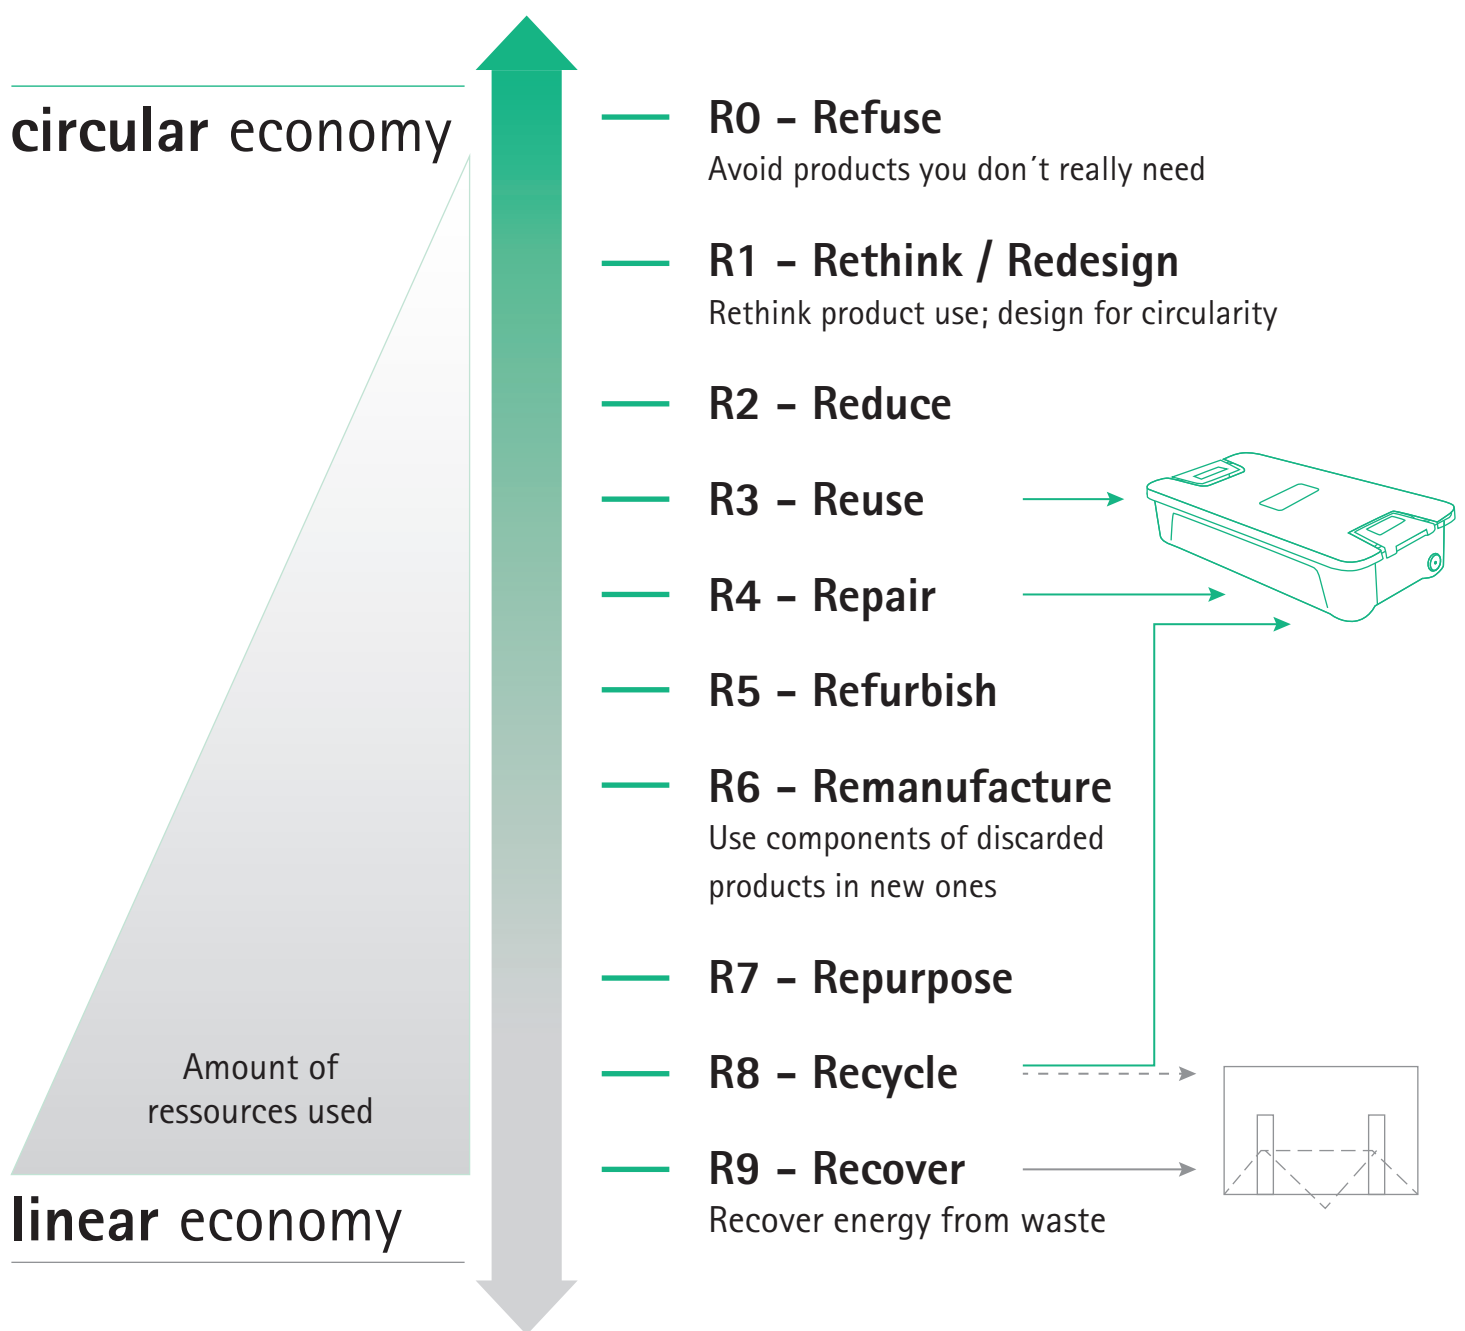 circular economy
R0 – Refuse
Avoid products you don´t really need
R1 – Rethink / Redesign
Rethink product use; design for circularity
R2 – Reduce
R3 – Reuse
R4 – Repair
R5 – Refurbish
R6 – Remanufacture
Use components of discarded
products in new ones
R7 – Repurpose
R8 – Recycle
R9 – Recover
Recover energy from waste
Amount of
ressources used
linear economy